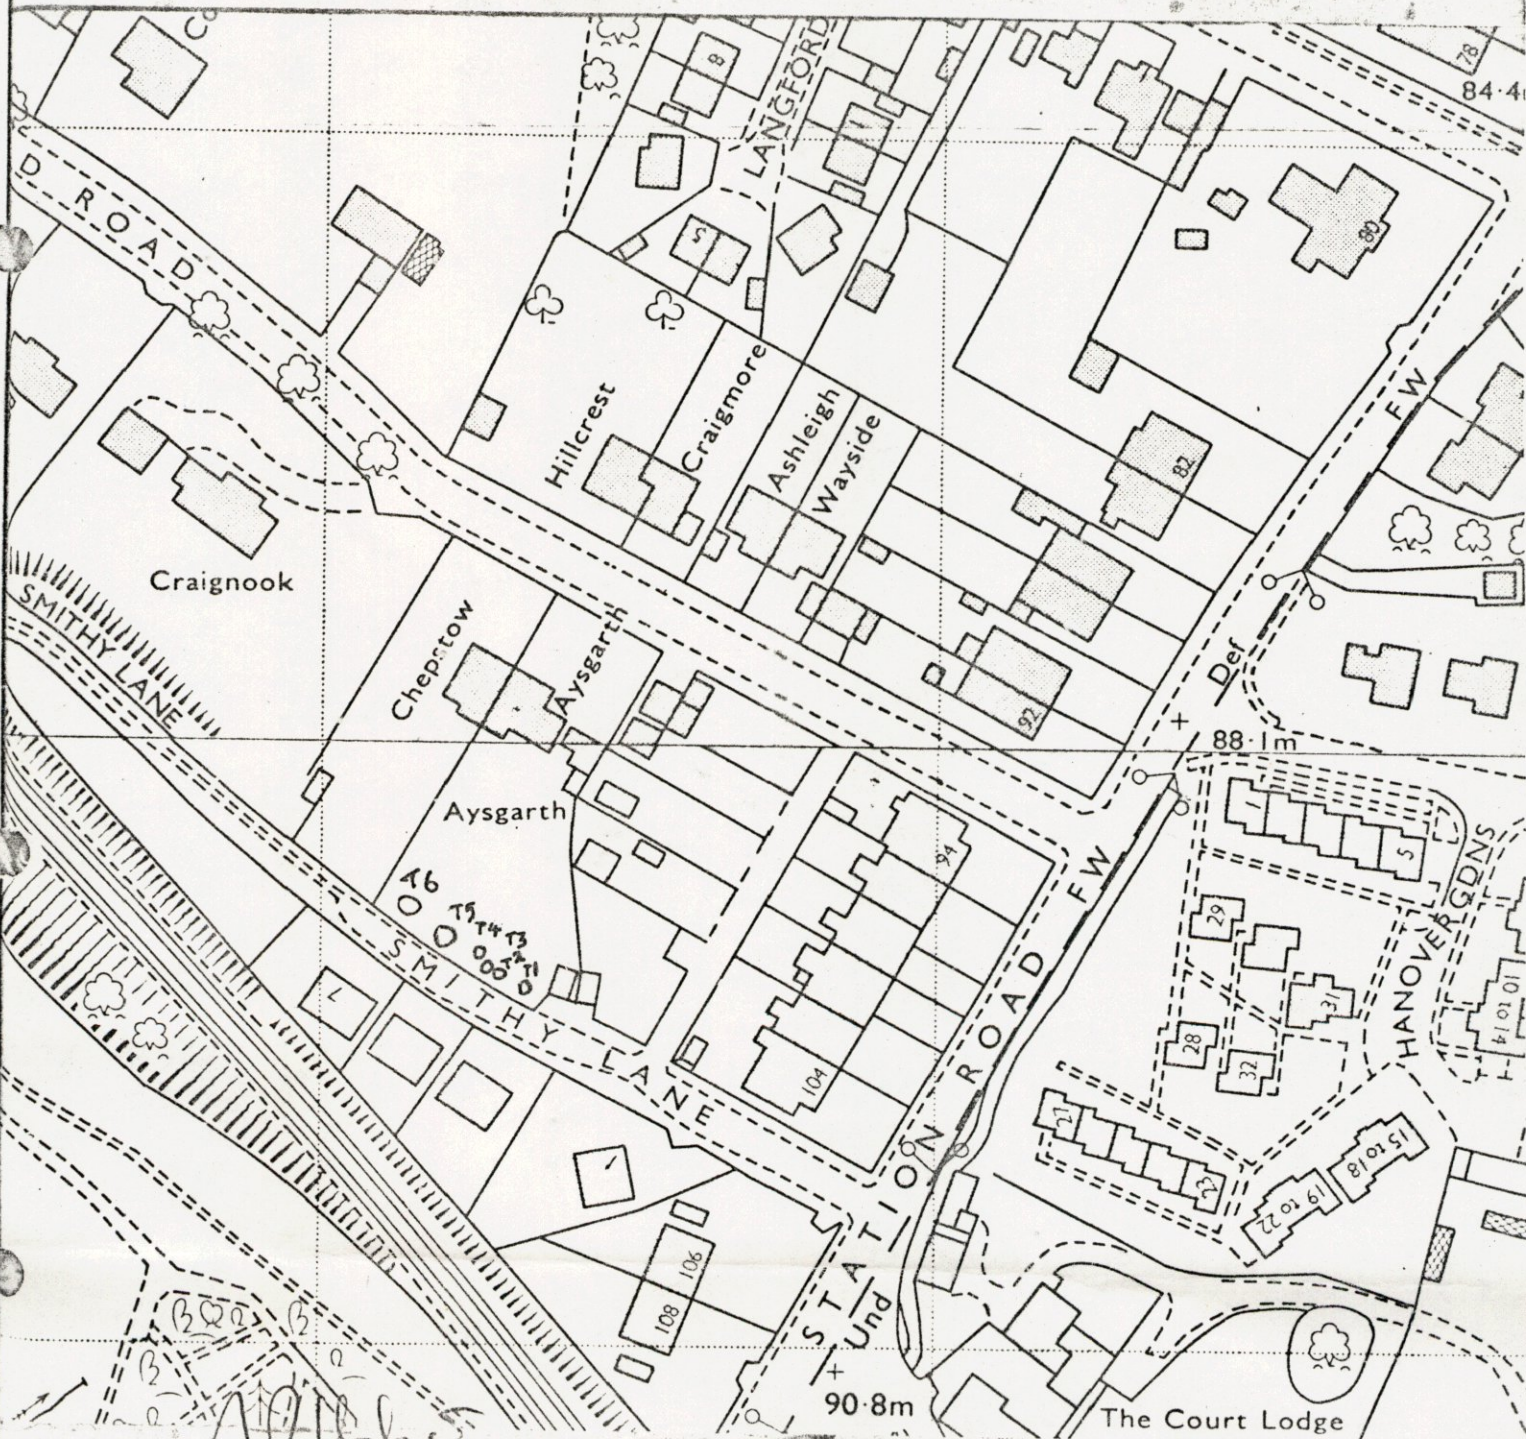 8
LANGFORD
78
84·4
D ROAD
5
80
FW
Hillcrest
Craigmore
Ashleigh
Wayside
82
Craignook
SMITHY LANE
Chepstow
Aysgarth
92
Def
88·1m
Aysgarth
94
FW
1
5
HANOVER GDNS
T6
T5
T4
T3
T2
T1
29
31
10 to 14
SMITHY LANE
7
28
32
104
STATION ROAD
27
23
15 to 18
19 to 22
1
106
108
Und
90·8m
The Court Lodge